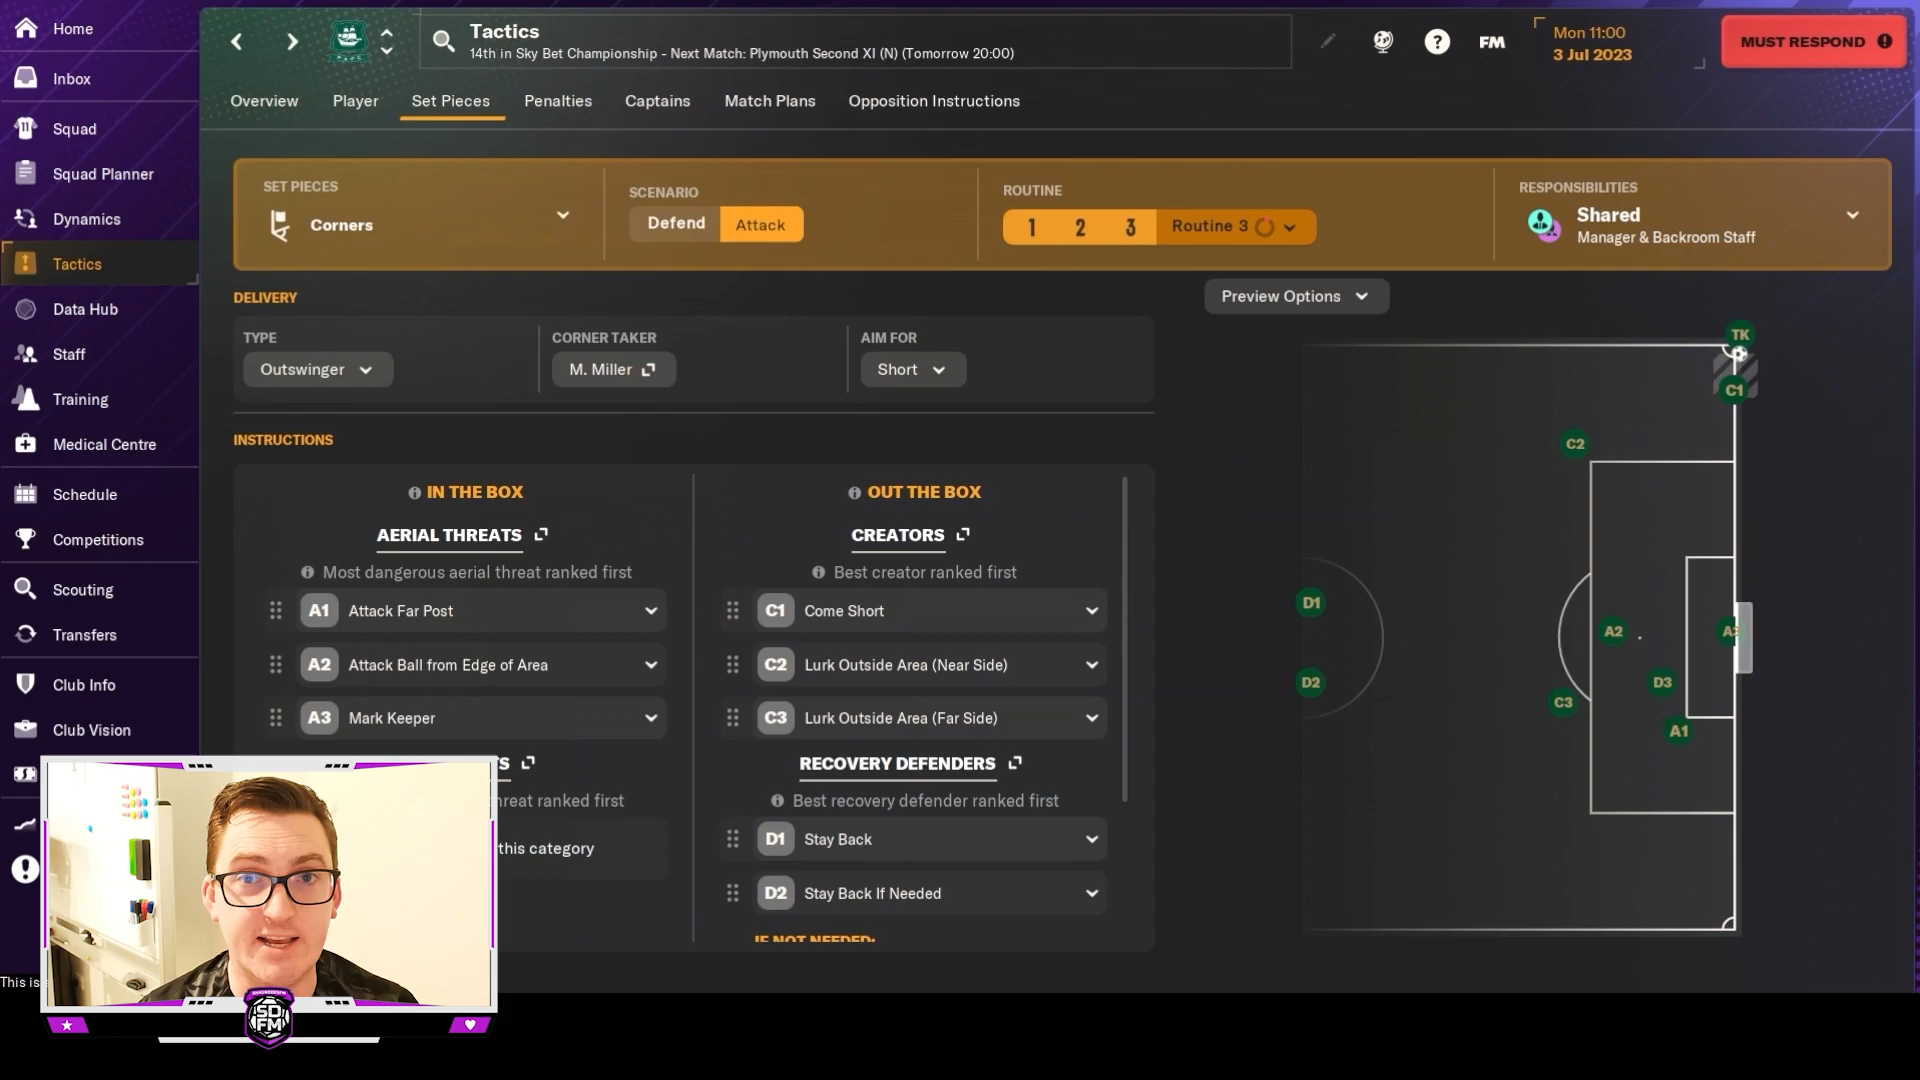 Home
Inbox
Squad
Squad Planner
Dynamics
Tactics
Data Hub
Staff
Training
Medical Centre
Schedule
Competitions
Scouting
Transfers
Club Info
Club Vision
This is
Tactics
14th in Sky Bet Championship - Next Match: Plymouth Second XI (N) (Tomorrow 20:00)
FM
Mon 11:00
3 Jul 2023
MUST RESPOND
Overview
Player
Set Pieces
Penalties
Captains
Match Plans
Opposition Instructions
SET PIECES
Corners
SCENARIO
Defend
Attack
ROUTINE
1 2 3 Routine 3
RESPONSIBILITIES
Shared
Manager & Backroom Staff
DELIVERY
TYPE
Outswinger
CORNER TAKER
M. Miller
AIM FOR
Short
Preview Options
INSTRUCTIONS
IN THE BOX
AERIAL THREATS
Most dangerous aerial threat ranked first
A1 Attack Far Post
A2 Attack Ball from Edge of Area
A3 Mark Keeper
S
hreat ranked first
this category
OUT THE BOX
CREATORS
Best creator ranked first
C1 Come Short
C2 Lurk Outside Area (Near Side)
C3 Lurk Outside Area (Far Side)
RECOVERY DEFENDERS
Best recovery defender ranked first
D1 Stay Back
D2 Stay Back If Needed
IF NOT NEEDED:
TK
C1
C2
D1
A2
A3
D2
D3
C3
A1
SD
FM